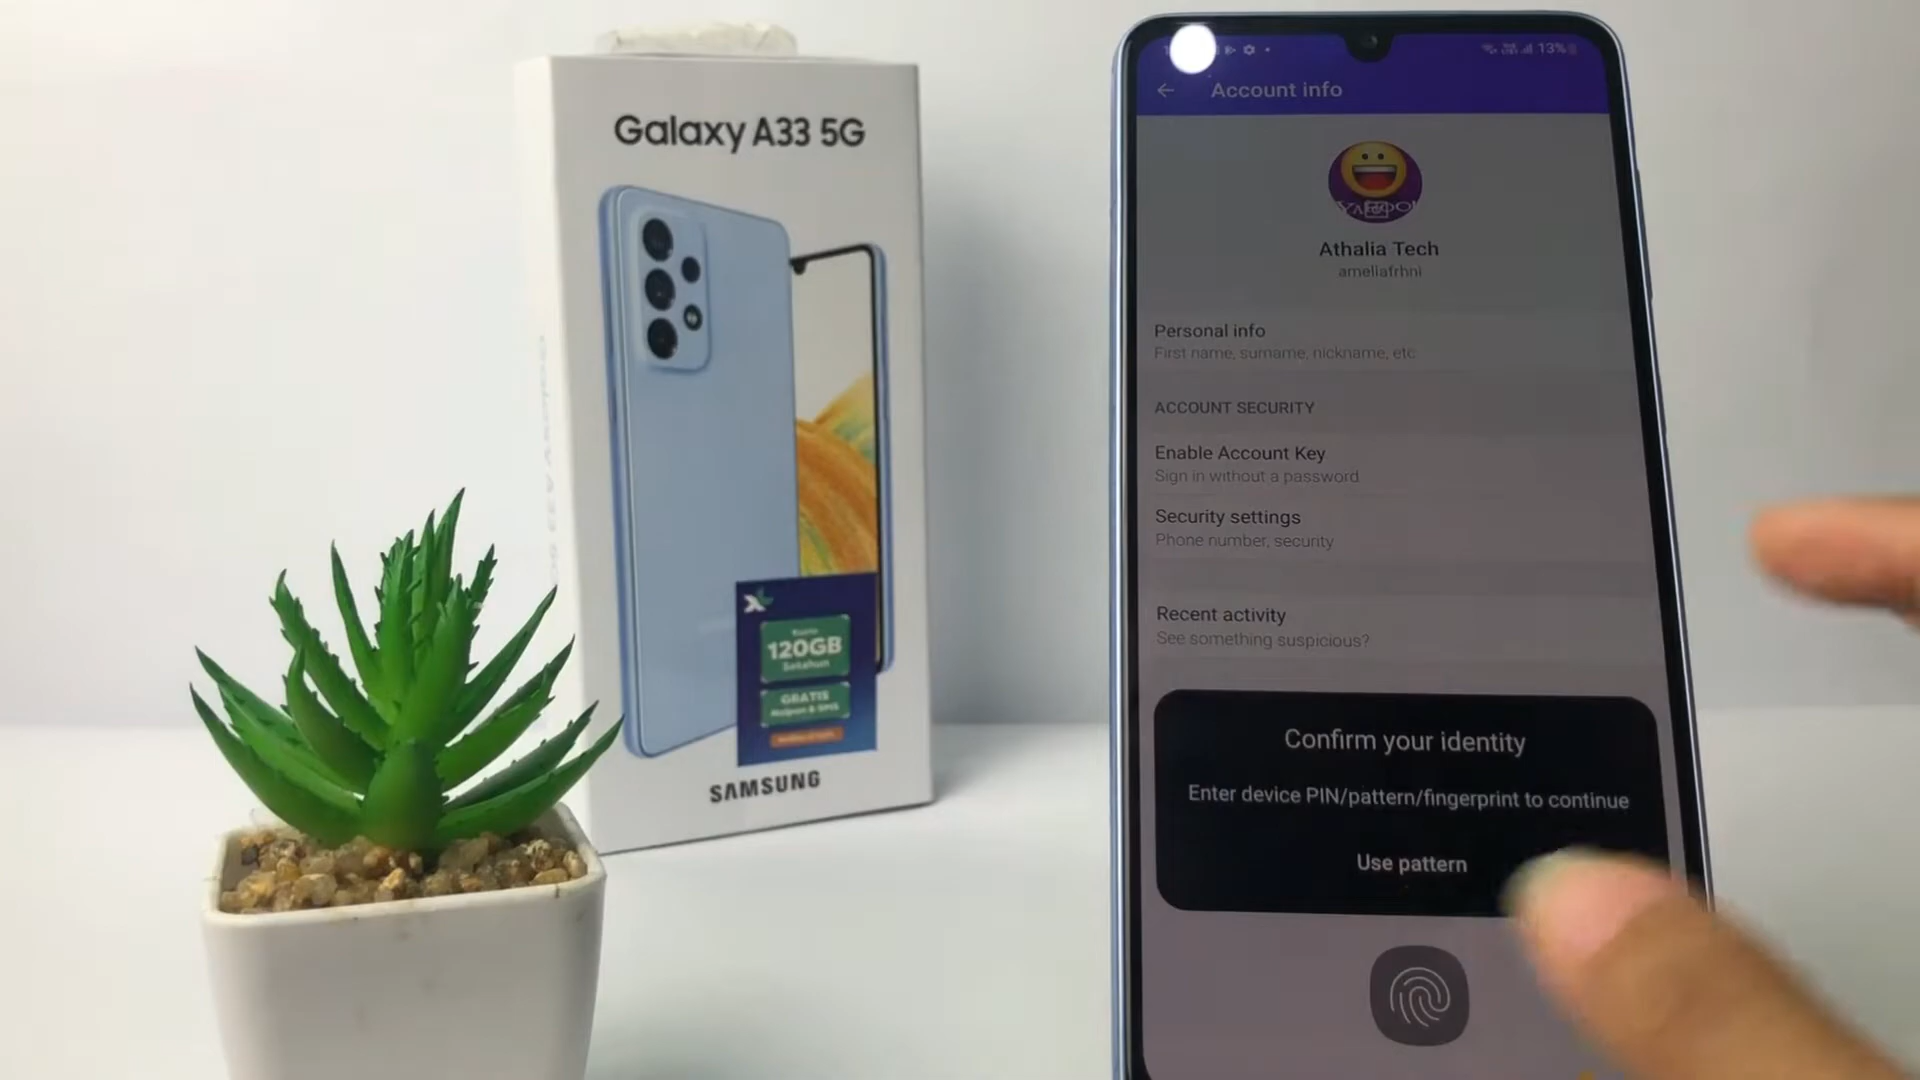 Galaxy A33 5G
120GB
Setahun
GRATIS
SAMSUNG
13%
Account info
Athalia Tech
ameliafrhni
Personal info
First name, surname, nickname, etc
ACCOUNT SECURITY
Enable Account Key
Sign in without a password
Security settings
Phone number, security
Recent activity
See something suspicious?
Confirm your identity
Enter device PIN/pattern/fingerprint to continue
Use pattern